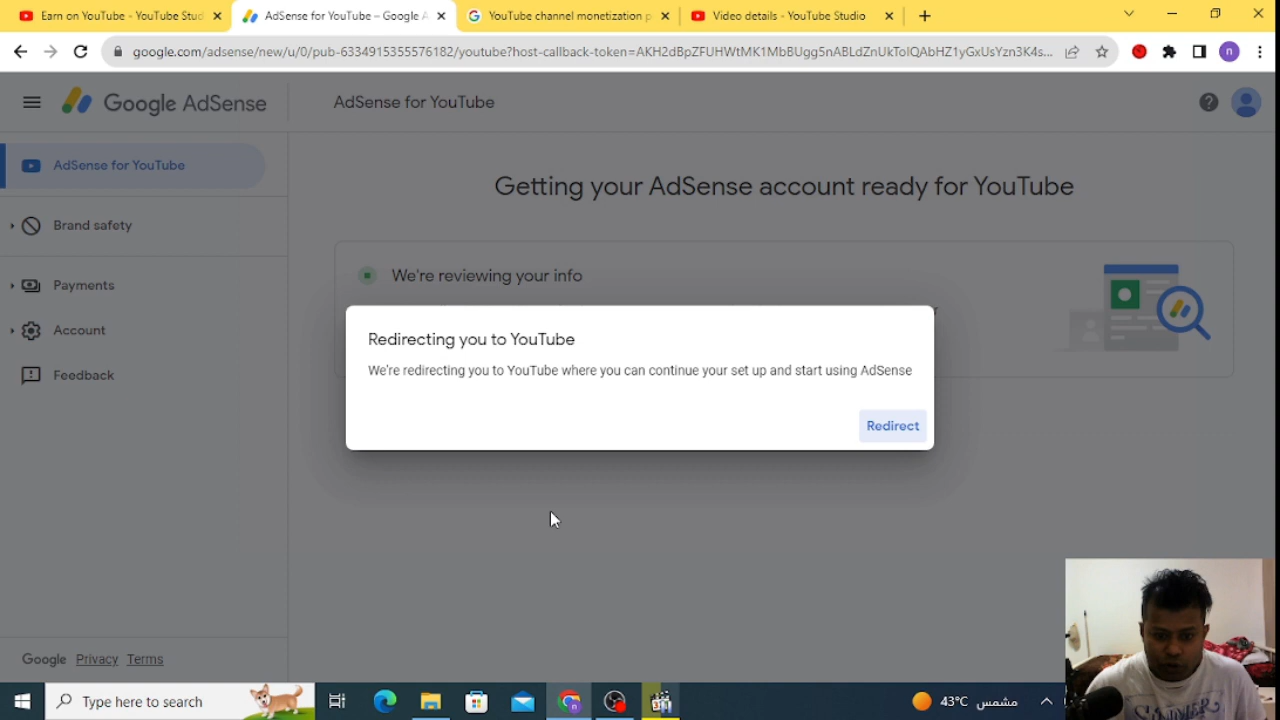 Earn on YouTube - YouTube Stud
AdSense for YouTube – Google A
YouTube channel monetization p
Video details - YouTube Studio
google.com/adsense/new/u/0/pub-6334915355576182/youtube?host-callback-token=AKH2dBpZFUHWtMK1MbBUgg5nABLdZnUkTolQAbHZ1yGxUsYzn3K4s...
n
Google AdSense
AdSense for YouTube
AdSense for YouTube
Brand safety
Payments
Account
Feedback
Getting your AdSense account ready for YouTube
We're reviewing your info
Redirecting you to YouTube
We're redirecting you to YouTube where you can continue your set up and start using AdSense
Redirect
Google Privacy Terms
Type here to search
43°C مشمس